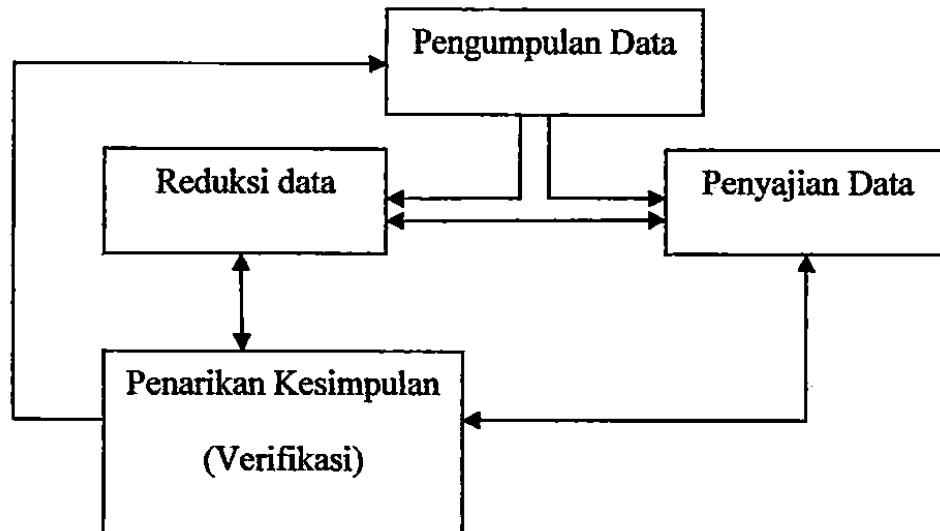 Pengumpulan Data
Reduksi data
Penyajian Data
Penarikan Kesimpulan
(Verifikasi)